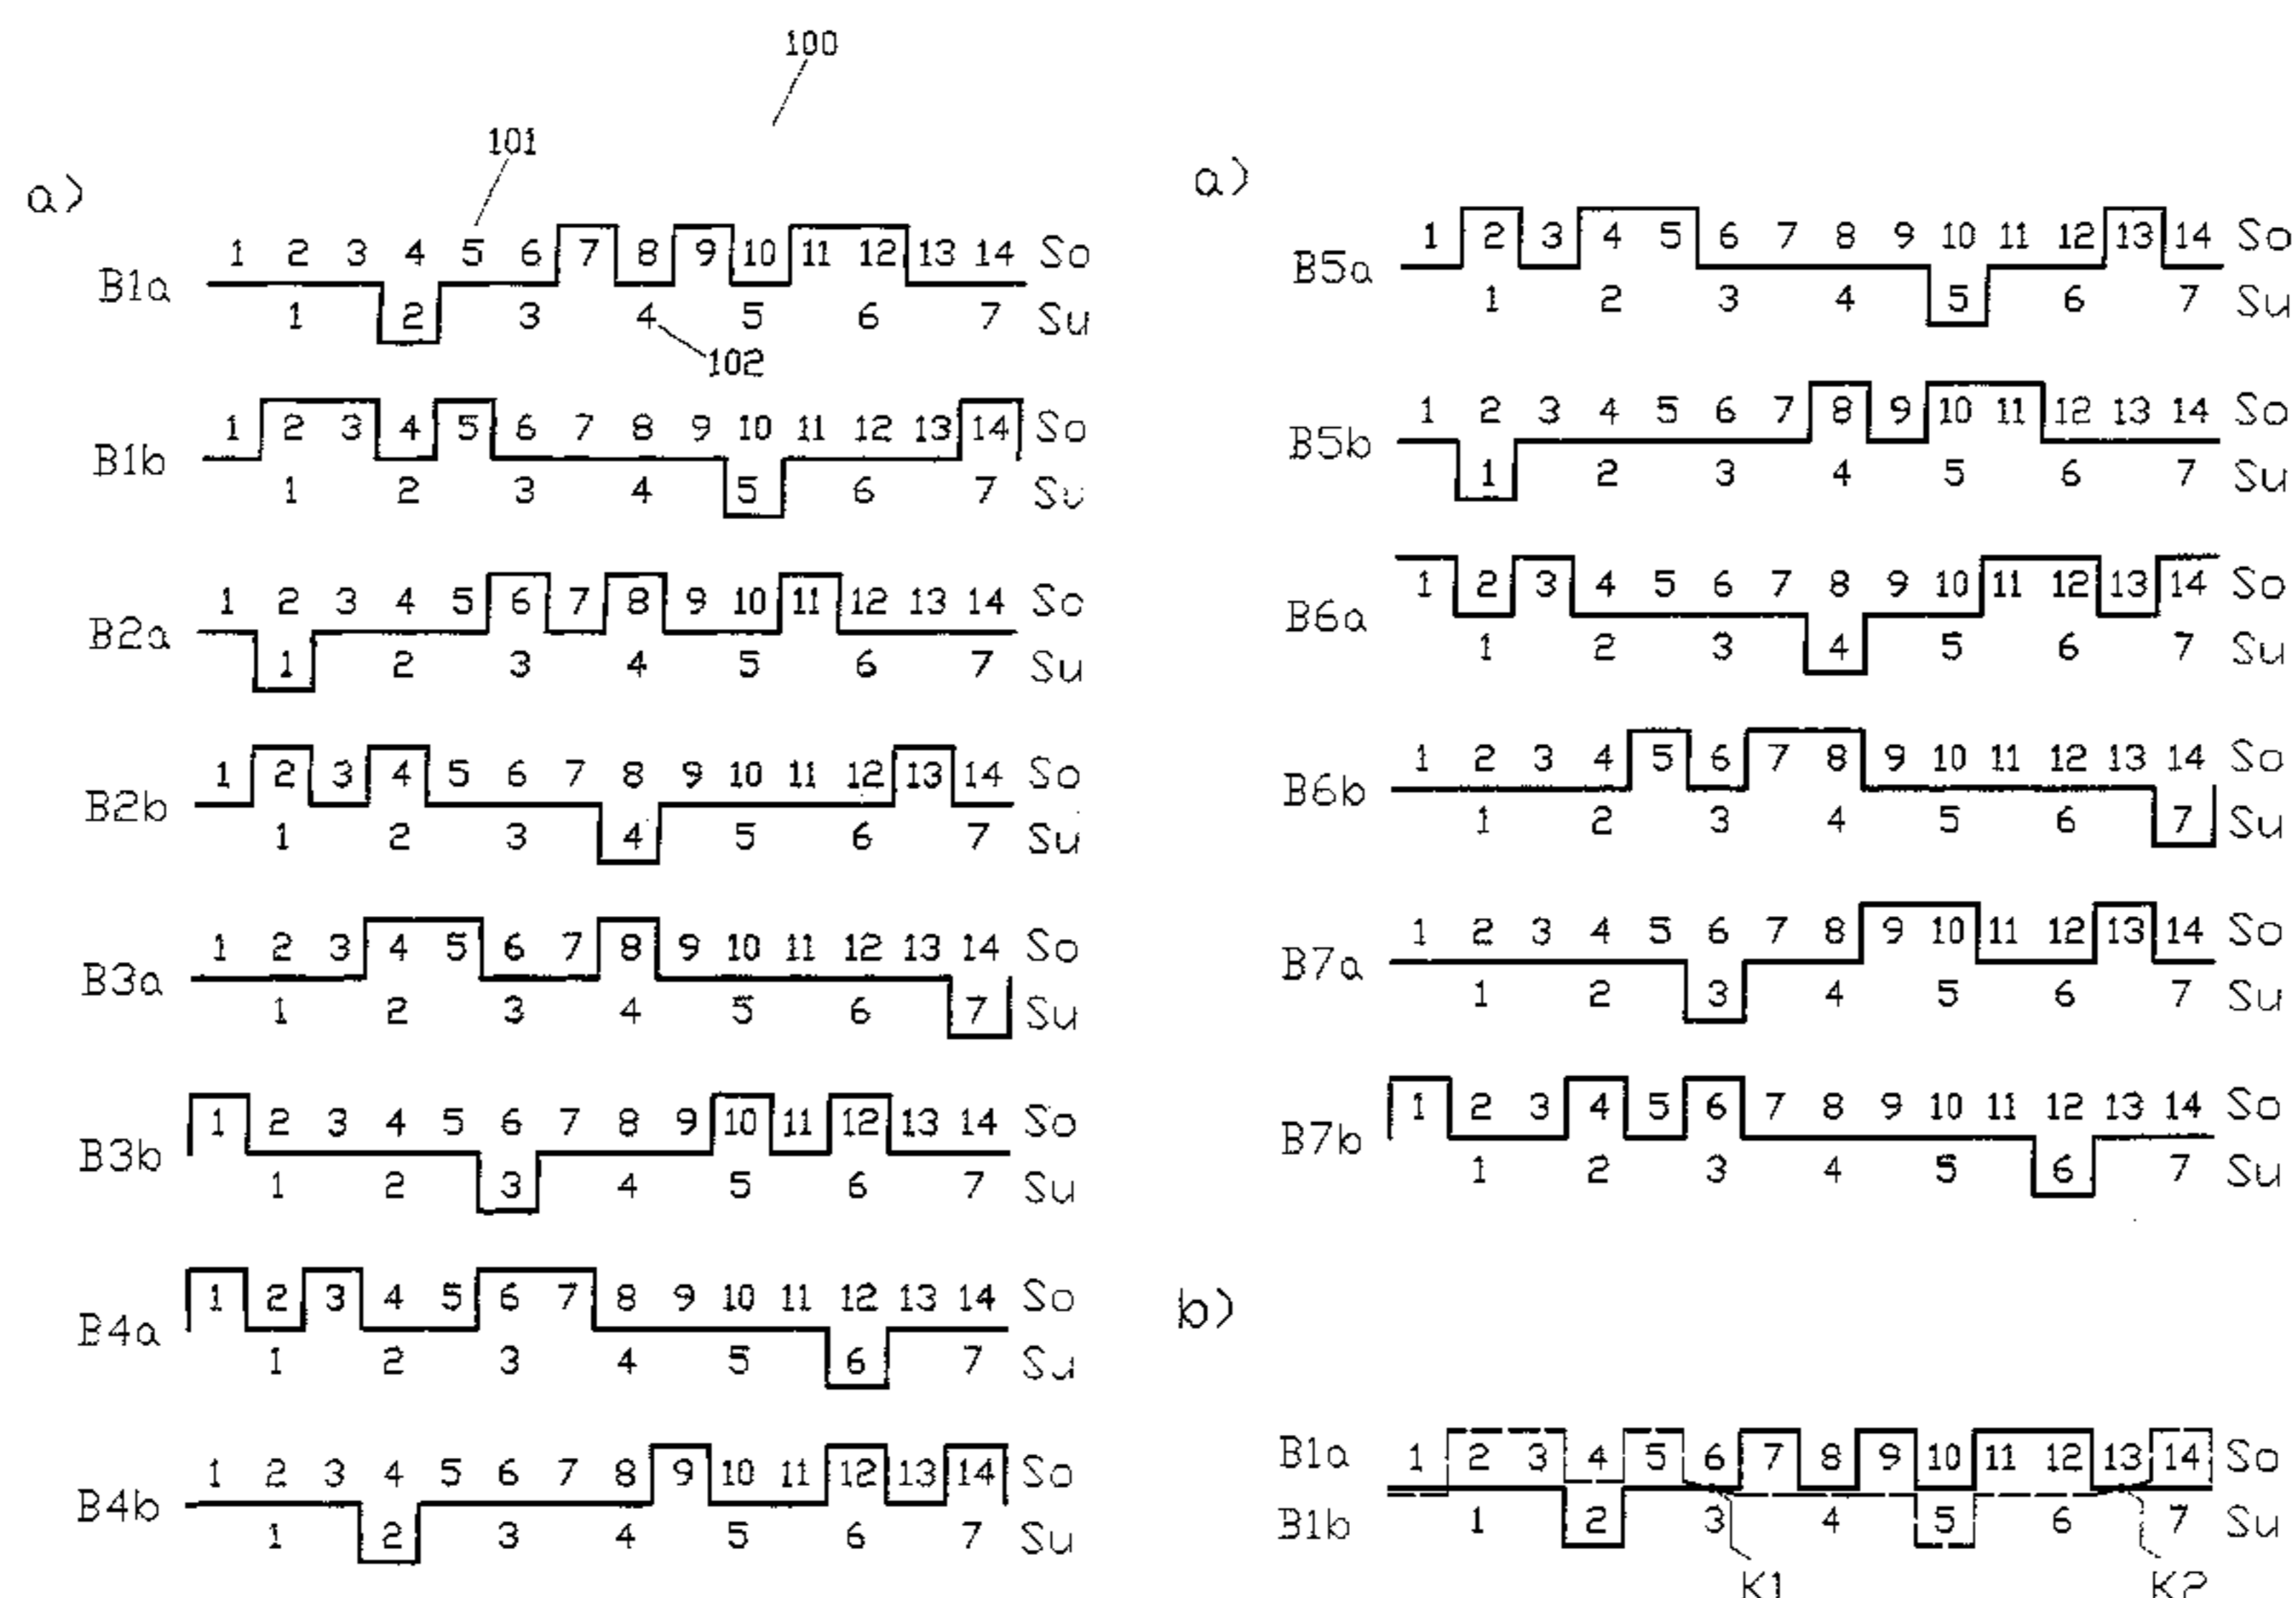 100
101
a)
1 2 3 4 5 6 7 8 9 10 11 12 13 14 So
B1a
1 2 3 4 5 6 7 Su
102
1 2 3 4 5 6 7 8 9 10 11 12 13 14 So
B1b
1 2 3 4 5 6 7 Su
1 2 3 4 5 6 7 8 9 10 11 12 13 14 So
B2a
1 2 3 4 5 6 7 Su
1 2 3 4 5 6 7 8 9 10 11 12 13 14 So
B2b
1 2 3 4 5 6 7 Su
1 2 3 4 5 6 7 8 9 10 11 12 13 14 So
B3a
1 2 3 4 5 6 7 Su
1 2 3 4 5 6 7 8 9 10 11 12 13 14 So
B3b
1 2 3 4 5 6 7 Su
1 2 3 4 5 6 7 8 9 10 11 12 13 14 So
B4a
1 2 3 4 5 6 7 Su
1 2 3 4 5 6 7 8 9 10 11 12 13 14 So
B4b
1 2 3 4 5 6 7 Su
a)
1 2 3 4 5 6 7 8 9 10 11 12 13 14 So
B5a
1 2 3 4 5 6 7 Su
1 2 3 4 5 6 7 8 9 10 11 12 13 14 So
B5b
1 2 3 4 5 6 7 Su
1 2 3 4 5 6 7 8 9 10 11 12 13 14 So
B6a
1 2 3 4 5 6 7 Su
1 2 3 4 5 6 7 8 9 10 11 12 13 14 So
B6b
1 2 3 4 5 6 7 Su
1 2 3 4 5 6 7 8 9 10 11 12 13 14 So
B7a
1 2 3 4 5 6 7 Su
1 2 3 4 5 6 7 8 9 10 11 12 13 14 So
B7b
1 2 3 4 5 6 7 Su
b)
B1a 1 2 3 4 5 6 7 8 9 10 11 12 13 14 So
B1b 1 2 3 4 5 6 7 Su
K1 K2